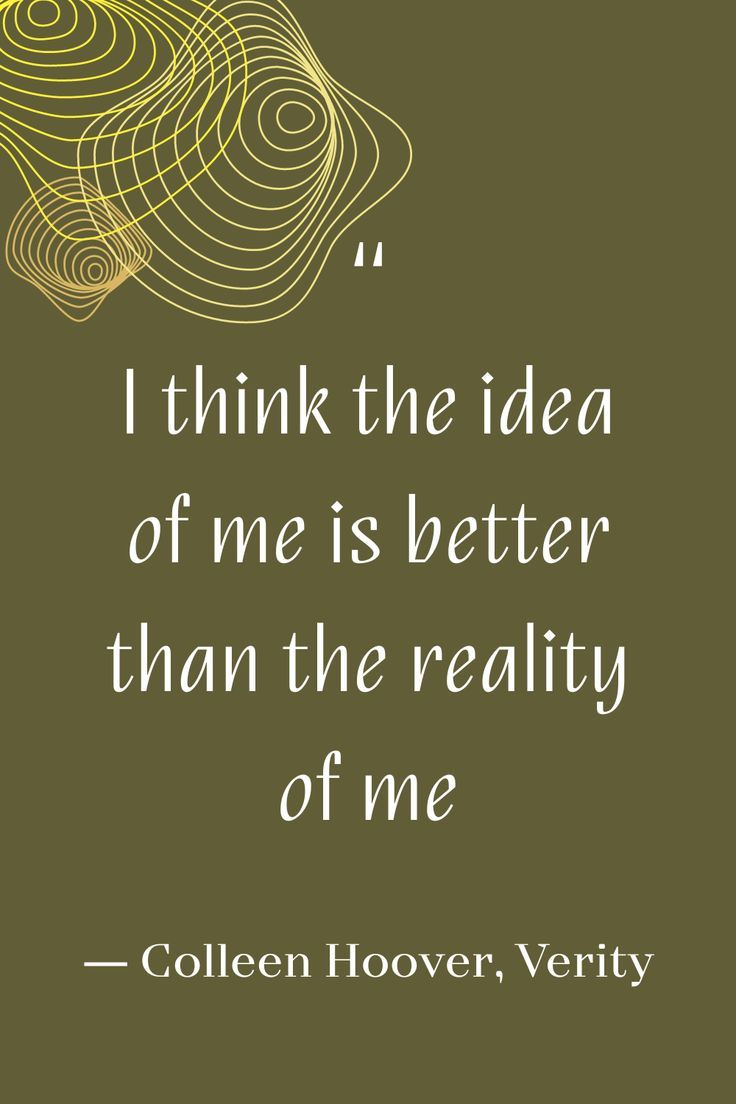 “
I think the idea
of me is better
than the reality
of me
— Colleen Hoover, Verity